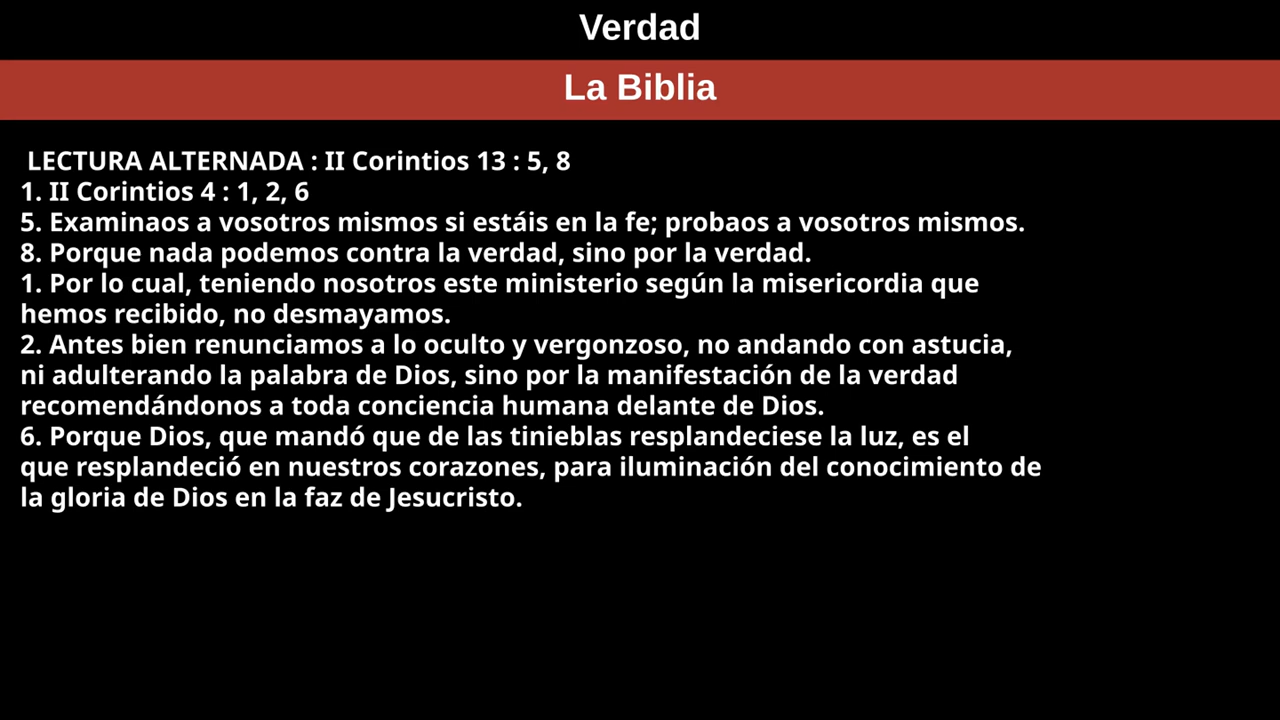 Verdad
La Biblia
LECTURA ALTERNADA : II Corintios 13 : 5, 8
1. II Corintios 4 : 1, 2, 6
5. Examinaos a vosotros mismos si estáis en la fe; probaos a vosotros mismos.
8. Porque nada podemos contra la verdad, sino por la verdad.
1. Por lo cual, teniendo nosotros este ministerio según la misericordia que
hemos recibido, no desmayamos.
2. Antes bien renunciamos a lo oculto y vergonzoso, no andando con astucia,
ni adulterando la palabra de Dios, sino por la manifestación de la verdad
recomendándonos a toda conciencia humana delante de Dios.
6. Porque Dios, que mandó que de las tinieblas resplandeciese la luz, es el
que resplandeció en nuestros corazones, para iluminación del conocimiento de
la gloria de Dios en la faz de Jesucristo.